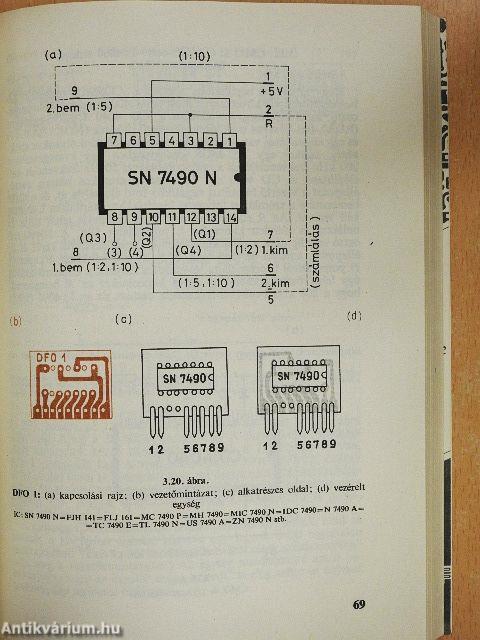 (a)
(1:10)
9
1
+5V
2.bem (1:5)
2
R
7 6 5 4 3 2 1
SN 7490 N
8 9 10 11 12 13 14
(Q3)
(3) (4)
(Q2)
(Q4)
(Q1)
7
(1:2) 1.kim
8
1.bem (1:2,1:10)
6
(1:5,1:10) 2.kim
5
(számlálás)
(b)
(c)
(d)
DFO 1
SN 7490
SN 7490
12 56789
12 56789
3.20. ábra.
DFO 1: (a) kapcsolási rajz; (b) vezetőmintázat; (c) alkatrészes oldal; (d) vezérelt
egység
IC: SN 7490 N=FJH 141=FLJ 161=MC 7490 P=MH 7490=MIC 7490 N=IDC 7490=N 7490 A=
=TC 7490 E=TL 7490 N=US 7490 A=ZN 7490 N stb.
69
Antikvárium.hu